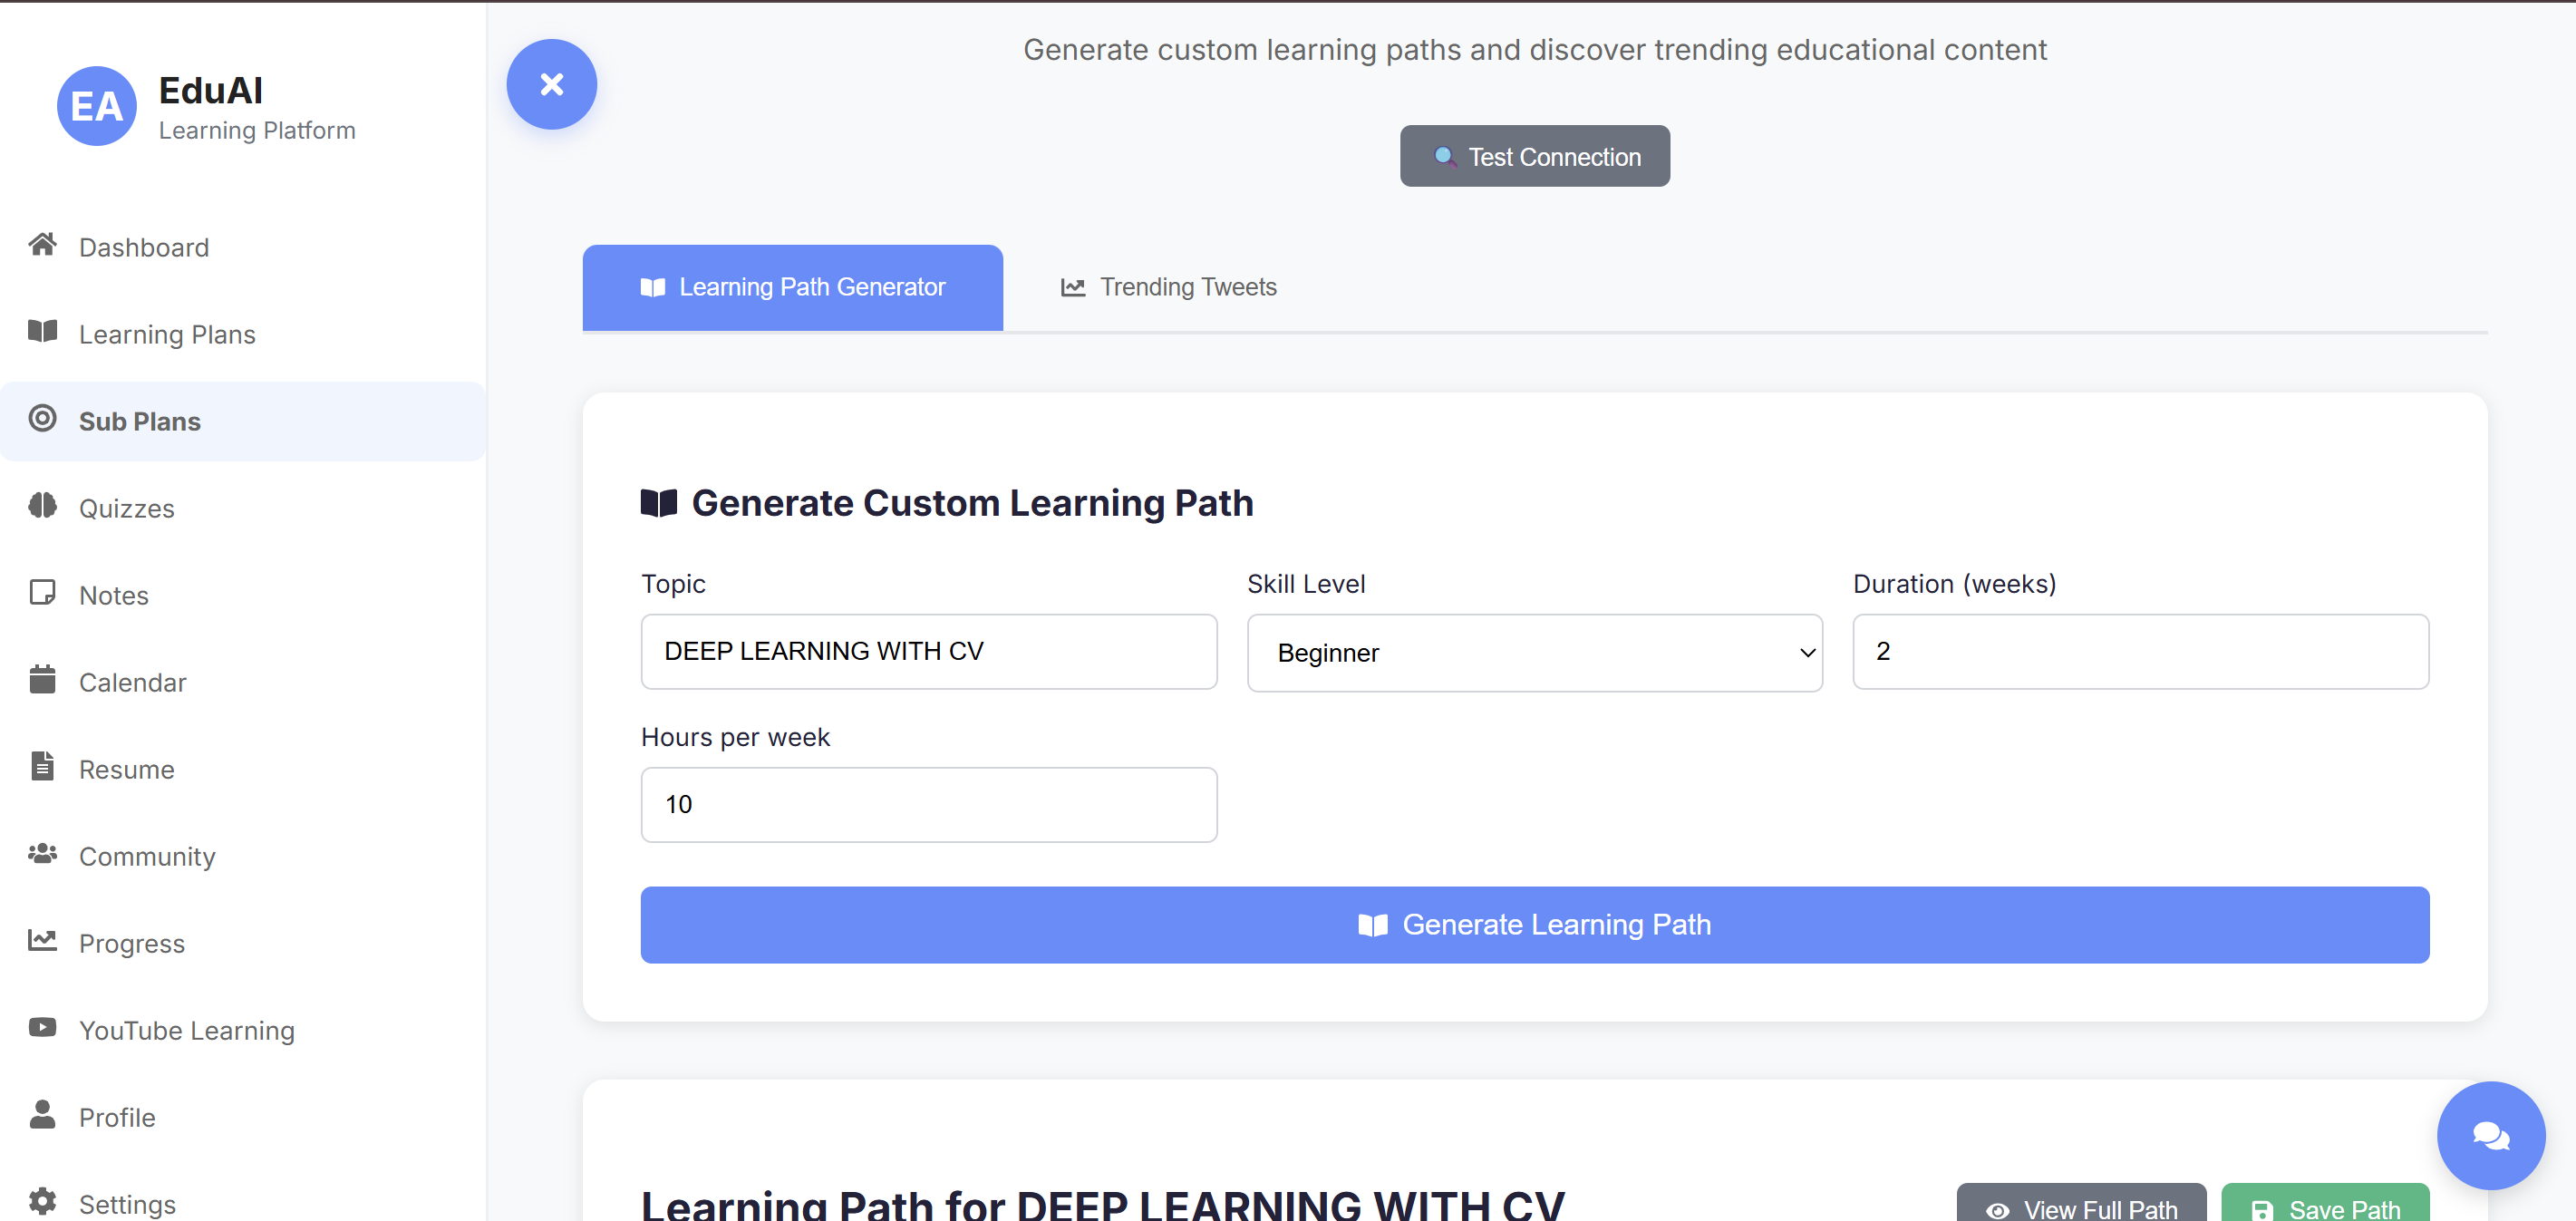 EA
EduAI
Learning Platform
Dashboard
Learning Plans
Sub Plans
Quizzes
Notes
Calendar
Resume
Community
Progress
YouTube Learning
Profile
Settings
Generate custom learning paths and discover trending educational content
Test Connection
Learning Path Generator
Trending Tweets
Generate Custom Learning Path
Topic
DEEP LEARNING WITH CV
Skill Level
Beginner
Duration (weeks)
2
Hours per week
10
Generate Learning Path
Learning Path for DEEP LEARNING WITH CV
View Full Path
Save Path